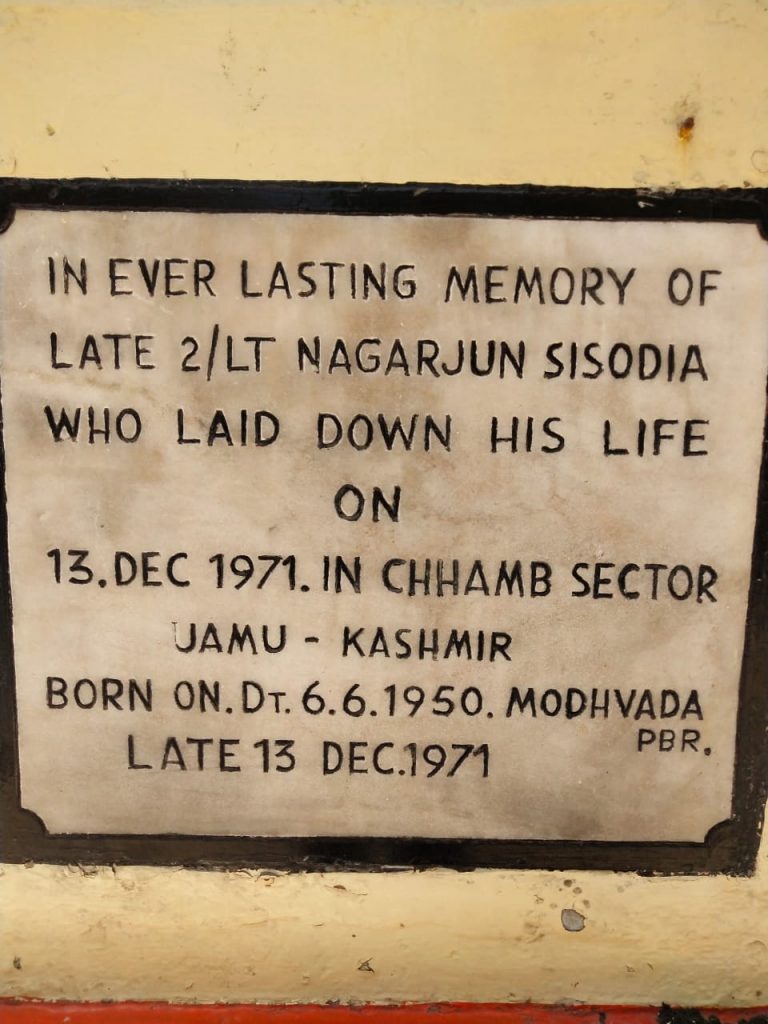 IN EVER LASTING MEMORY OF
LATE 2/LT NAGARJUN SISODIA
WHO LAID DOWN HIS LIFE
ON
13.DEC 1971. IN CHHAMB SECTOR
JAMU - KASHMIR
BORN ON. DT. 6.6.1950. MODHVADA
PBR.
LATE 13 DEC.1971